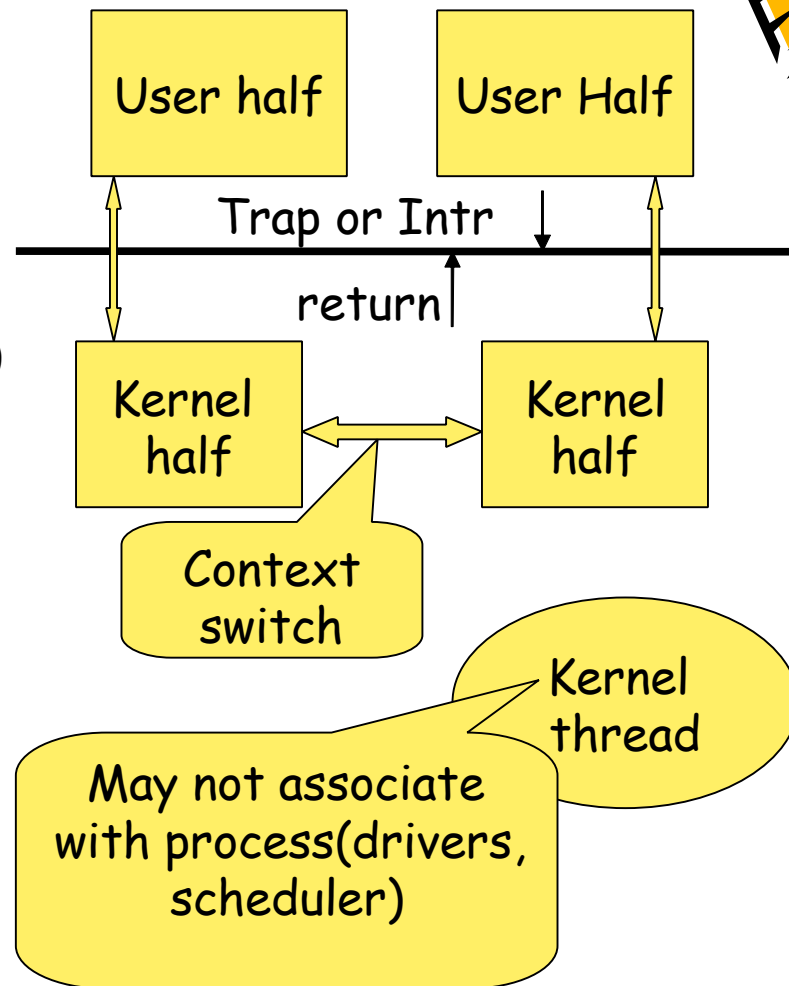 User half
User Half
Trap or Intr
return
)
Kernel
half
Kernel
half
Context
switch
Kernel
thread
May not associate
with process(drivers,
scheduler)